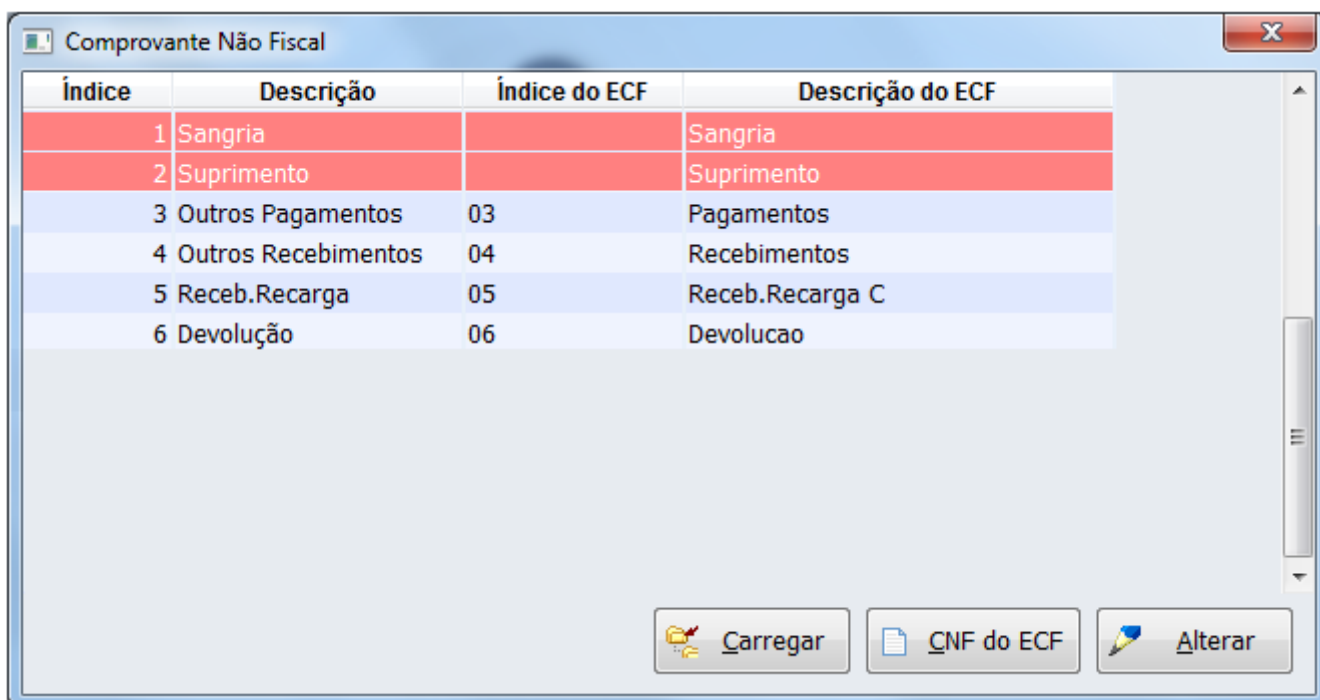 Comprovante Não Fiscal
Índice Descrição Índice do ECF Descrição do ECF
1 Sangria Sangria
2 Suprimento Suprimento
3 Outros Pagamentos 03 Pagamentos
4 Outros Recebimentos 04 Recebimentos
5 Receb.Recarga 05 Receb.Recarga C
6 Devolução 06 Devolucao
Carregar CNF do ECF Alterar